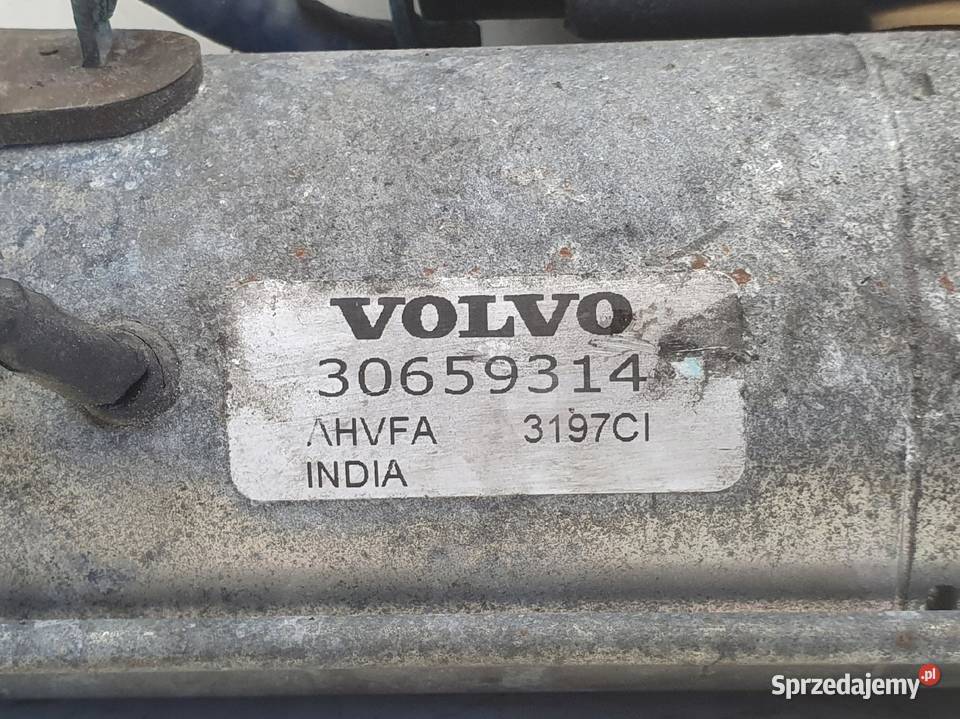 VOLVO
30659314
AHVFA 3197CI
INDIA
Sprzedajemy.pl